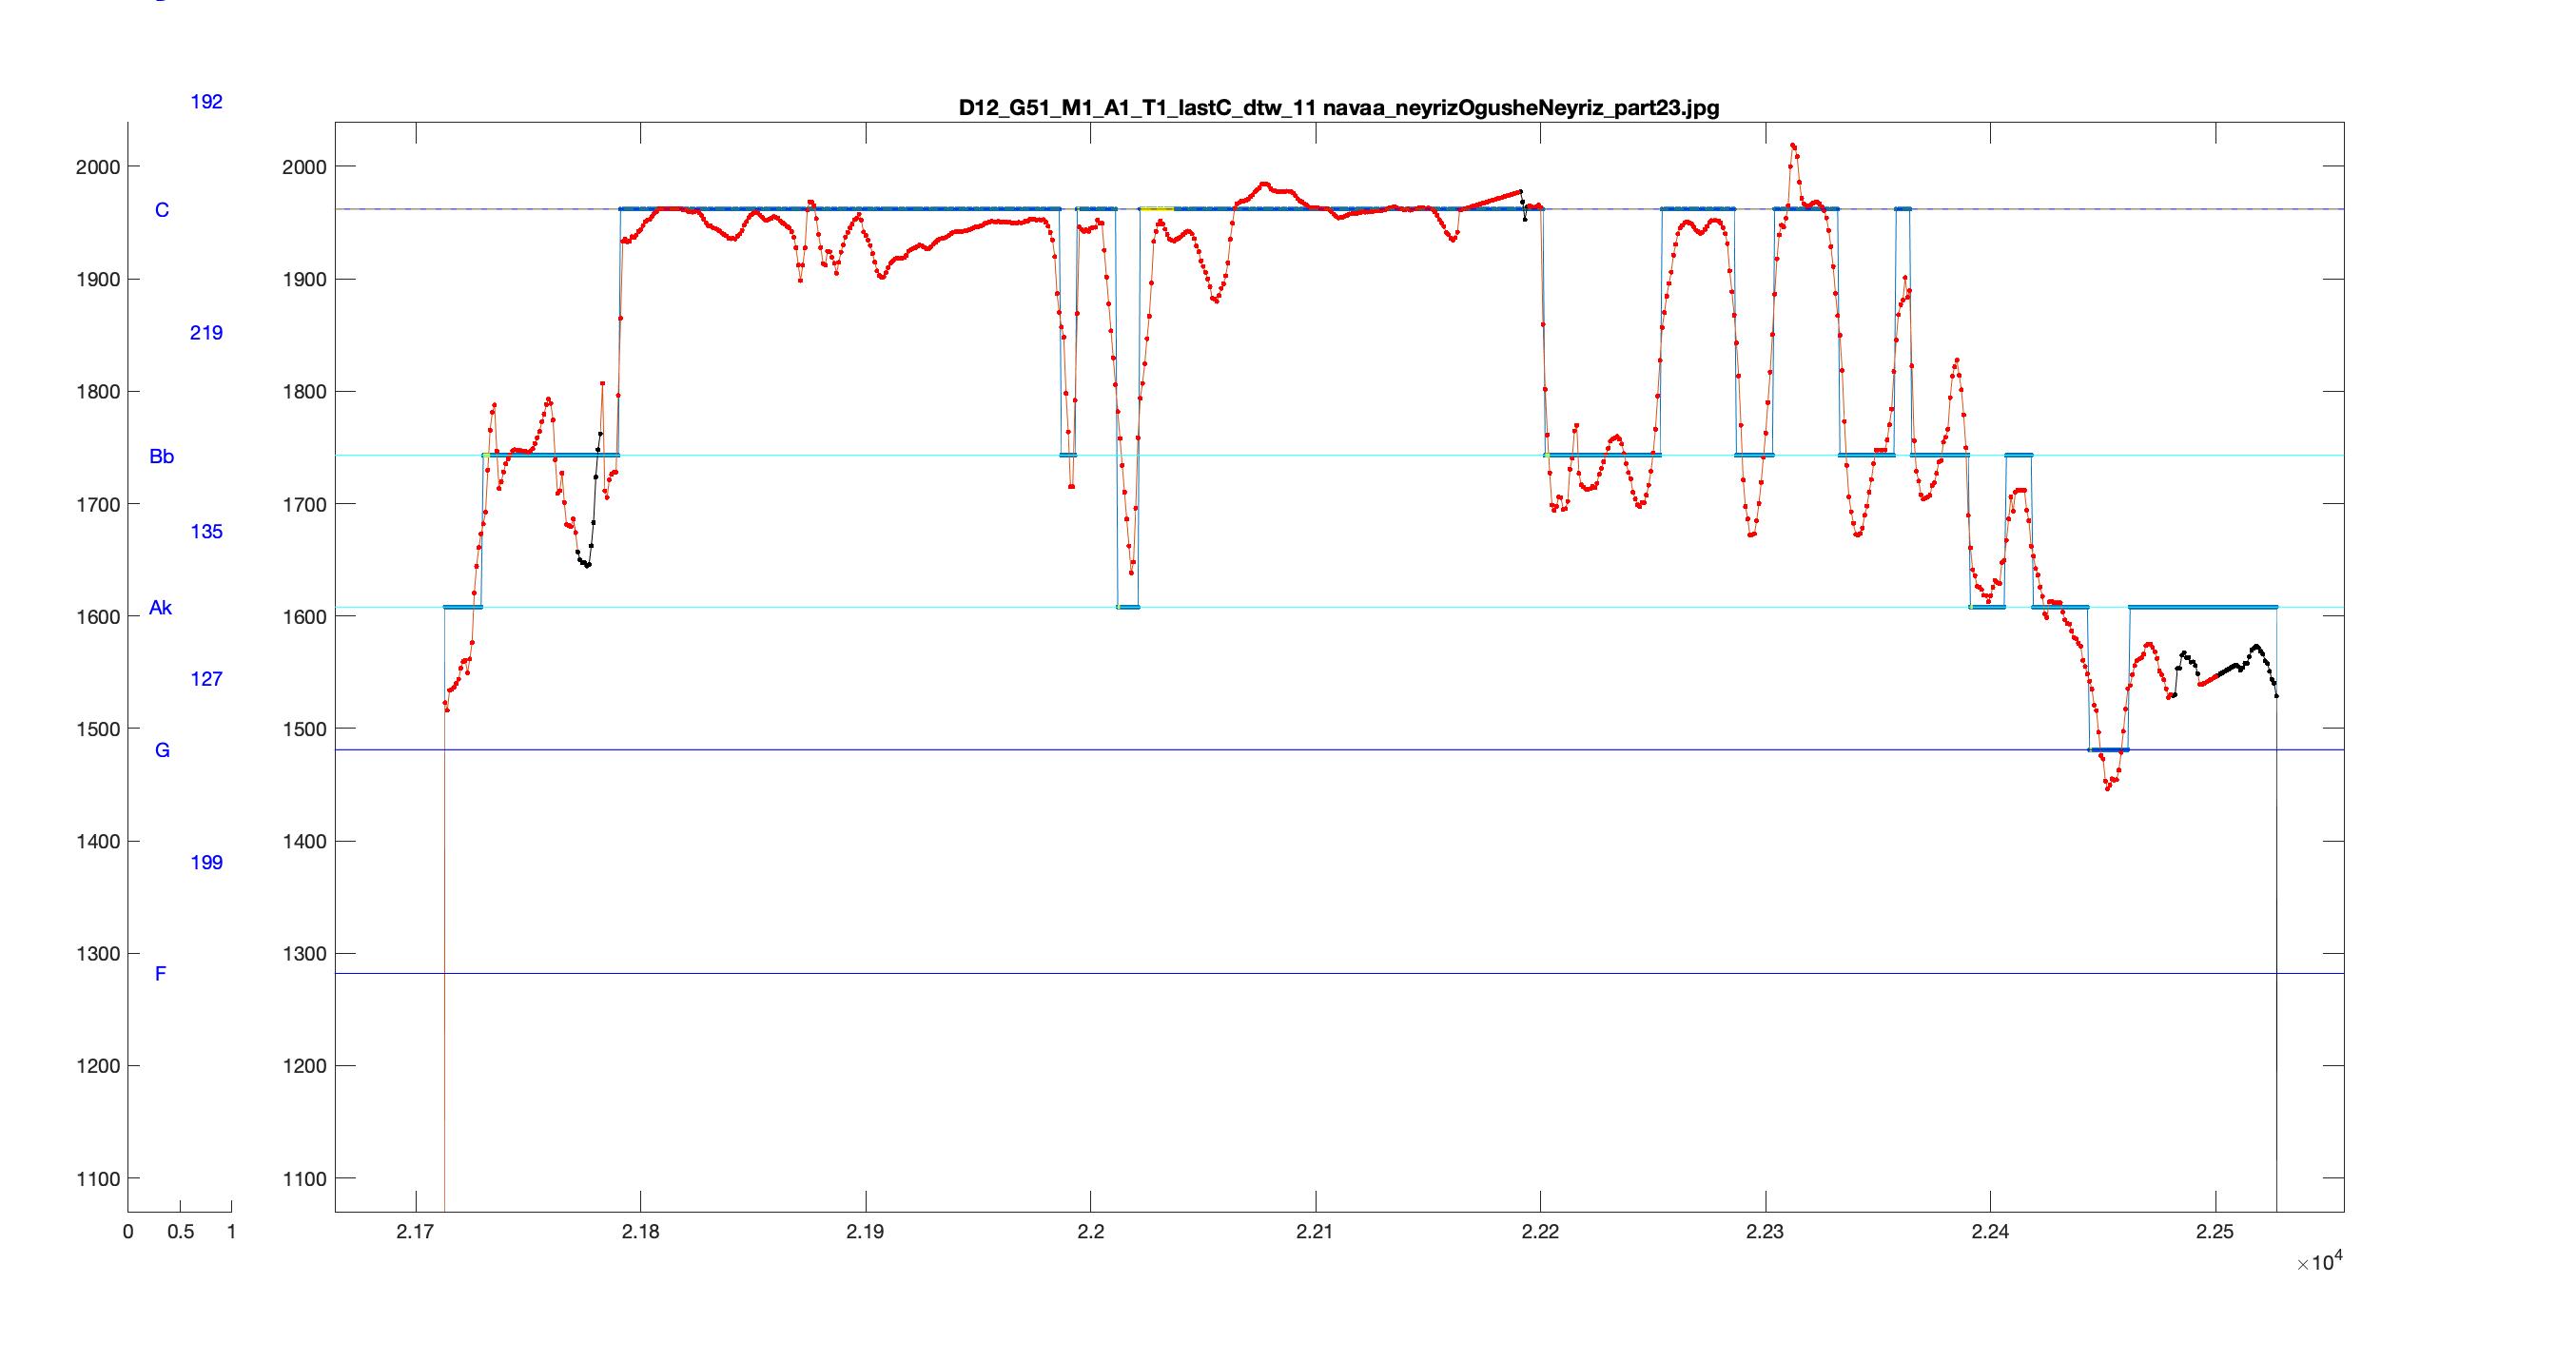 192
D12_G51_M1_A1_T1_lastC_dtw_11 navaa_neyrizOgusheNeyriz_part23.jpg
2000 2000
C
1900 1900
219
1800 1800
Bb
1700 1700
135
Ak
1600 1600
127
1500 1500
G
1400 1400
199
1300 1300
F
1200 1200
1100 1100
0 0.5 1 2.17 2.18 2.19 2.2 2.21 2.22 2.23 2.24 2.25
×10⁴